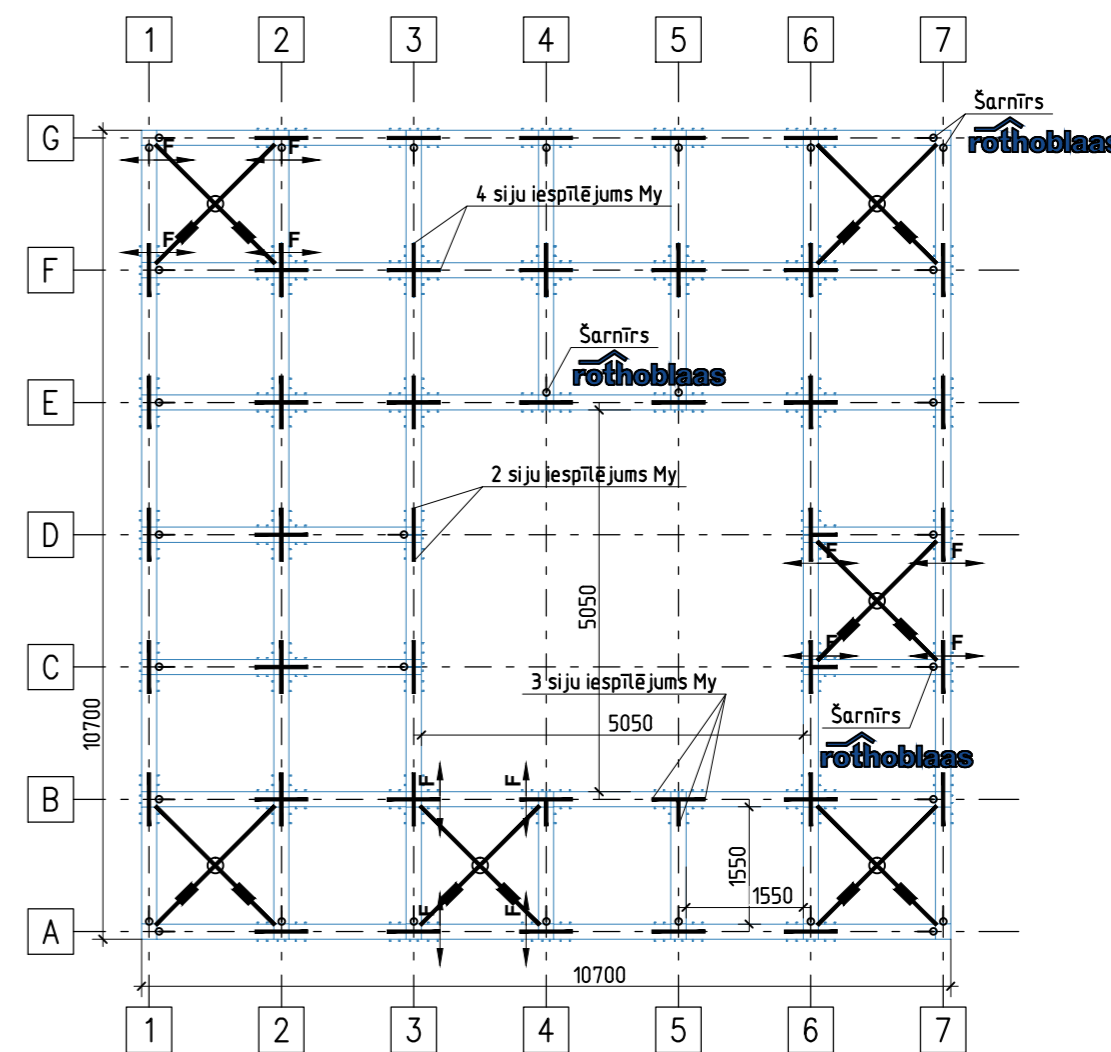 1 2 3 4 5 6 7
Šarnīrs
rothoblaas
G
F F
4 siju iespīlējums My
F F
F
Šarnīrs
rothoblaas
E
2 siju iespīlējums My
D
F F
5050
F F
C
3 siju iespīlējums My
5050
Šarnīrs
rothoblaas
10700
F F
B
1550
1550
F F
A
10700
1 2 3 4 5 6 7